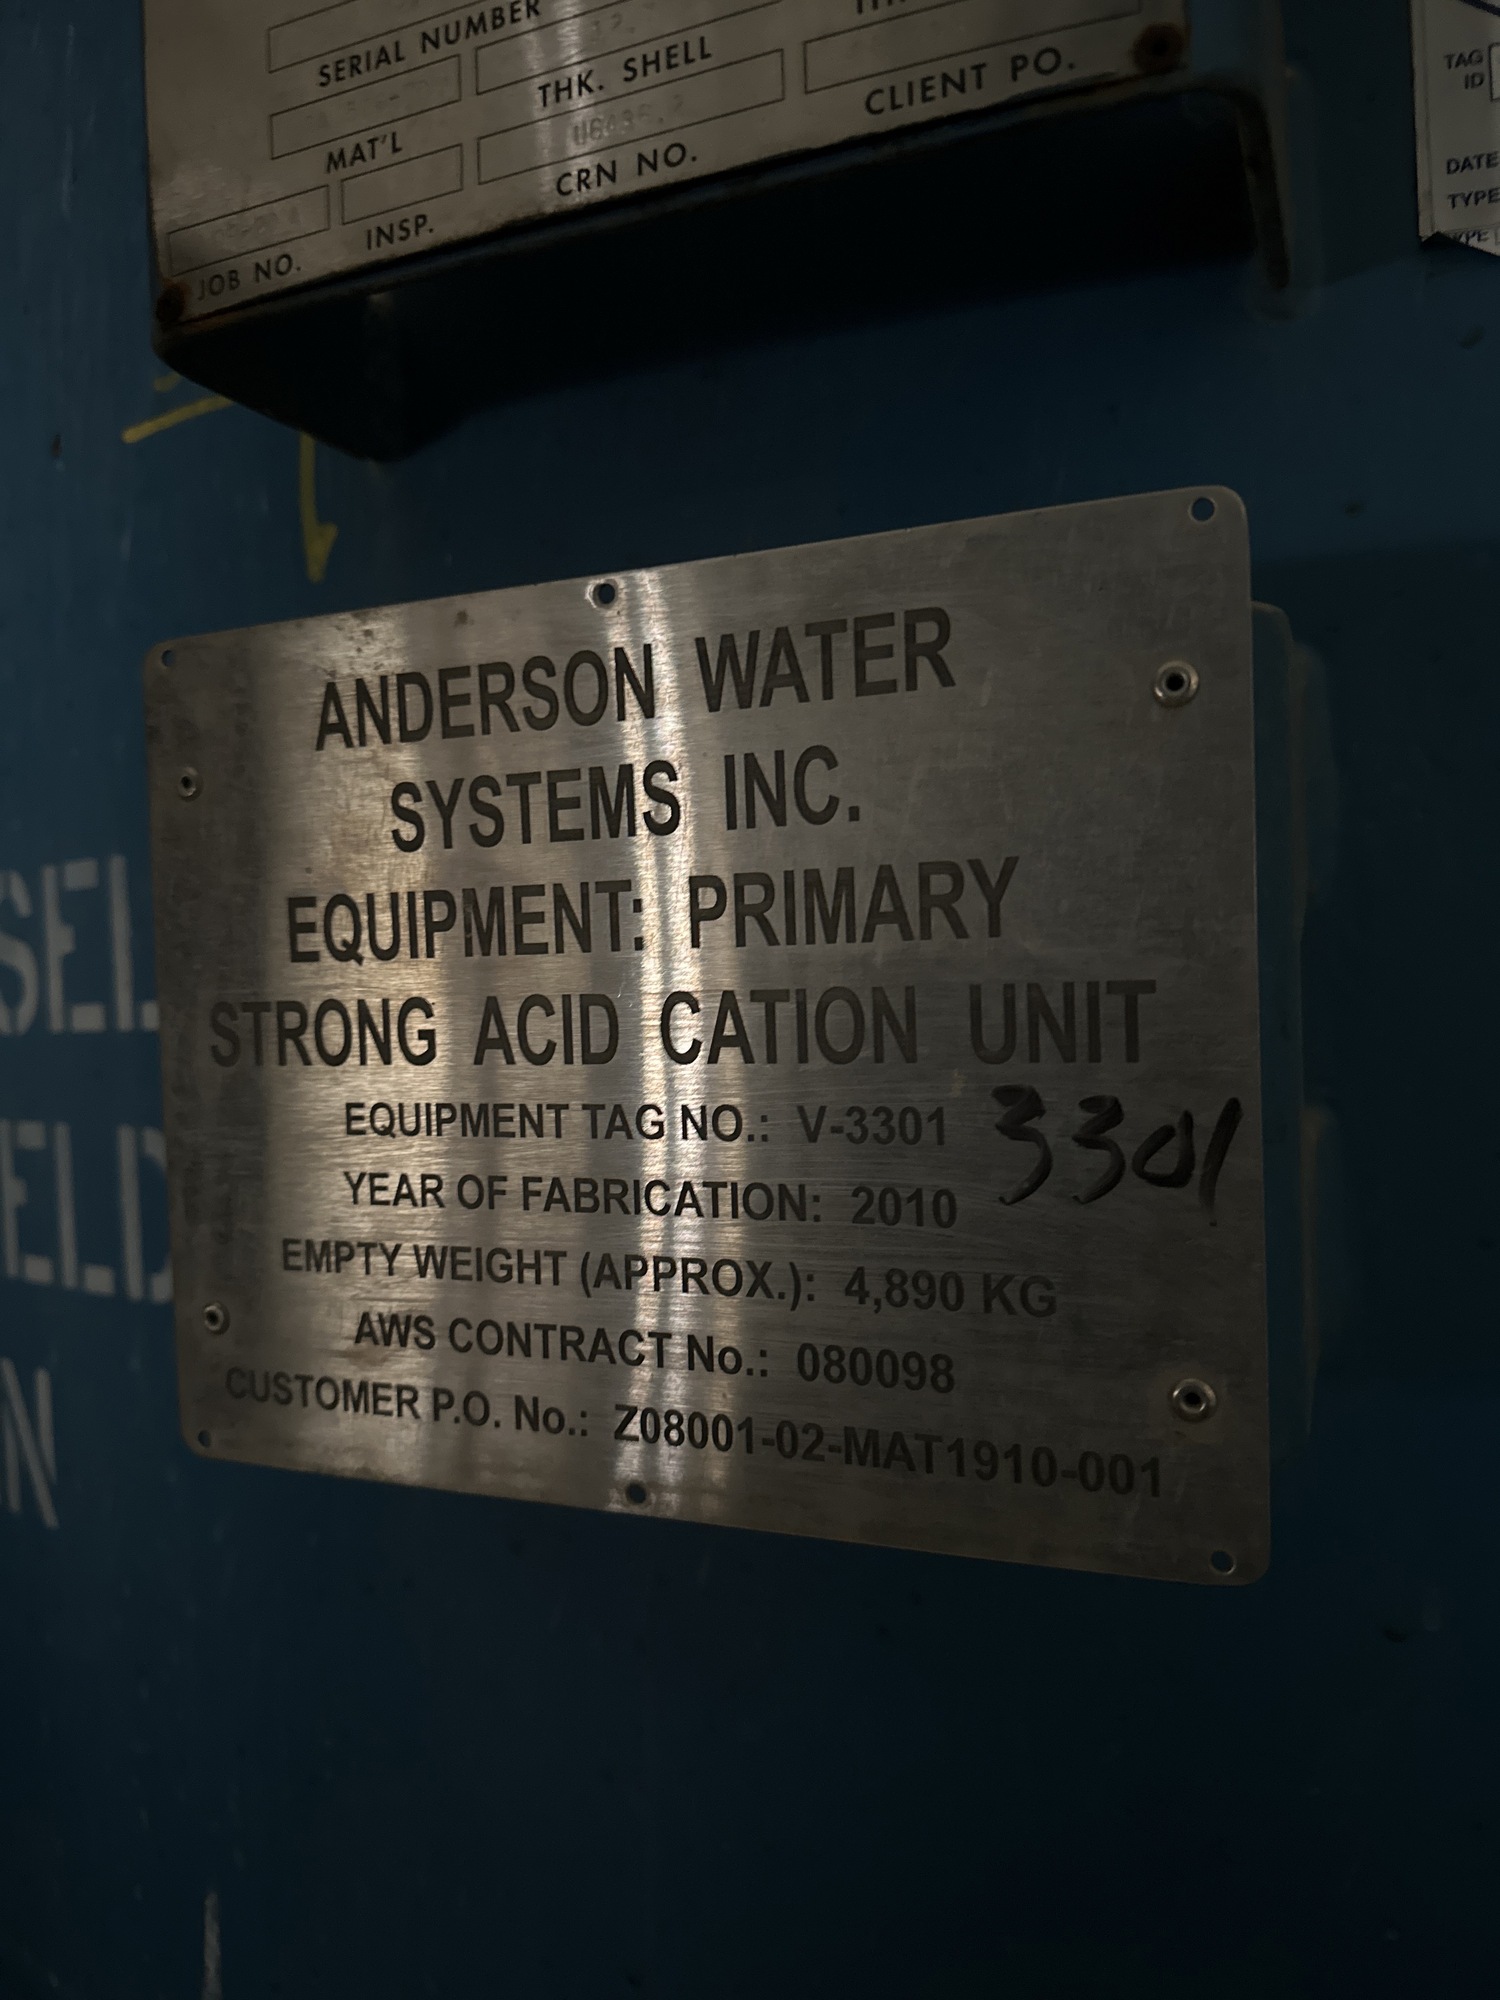 SERIAL NUMBER
THK. SHELL
CLIENT PO.
MAT'L
CRN NO.
INSP.
JOB NO.
TAG
ID
DATE
TYPE
ANDERSON WATER
SYSTEMS INC.
EQUIPMENT: PRIMARY
STRONG ACID CATION UNIT
EQUIPMENT TAG NO.: V-3301 3301
YEAR OF FABRICATION: 2010
EMPTY WEIGHT (APPROX.): 4,890 KG
AWS CONTRACT No.: 080098
CUSTOMER P.O. No.: Z08001-02-MAT1910-001
SEL
ELD
N